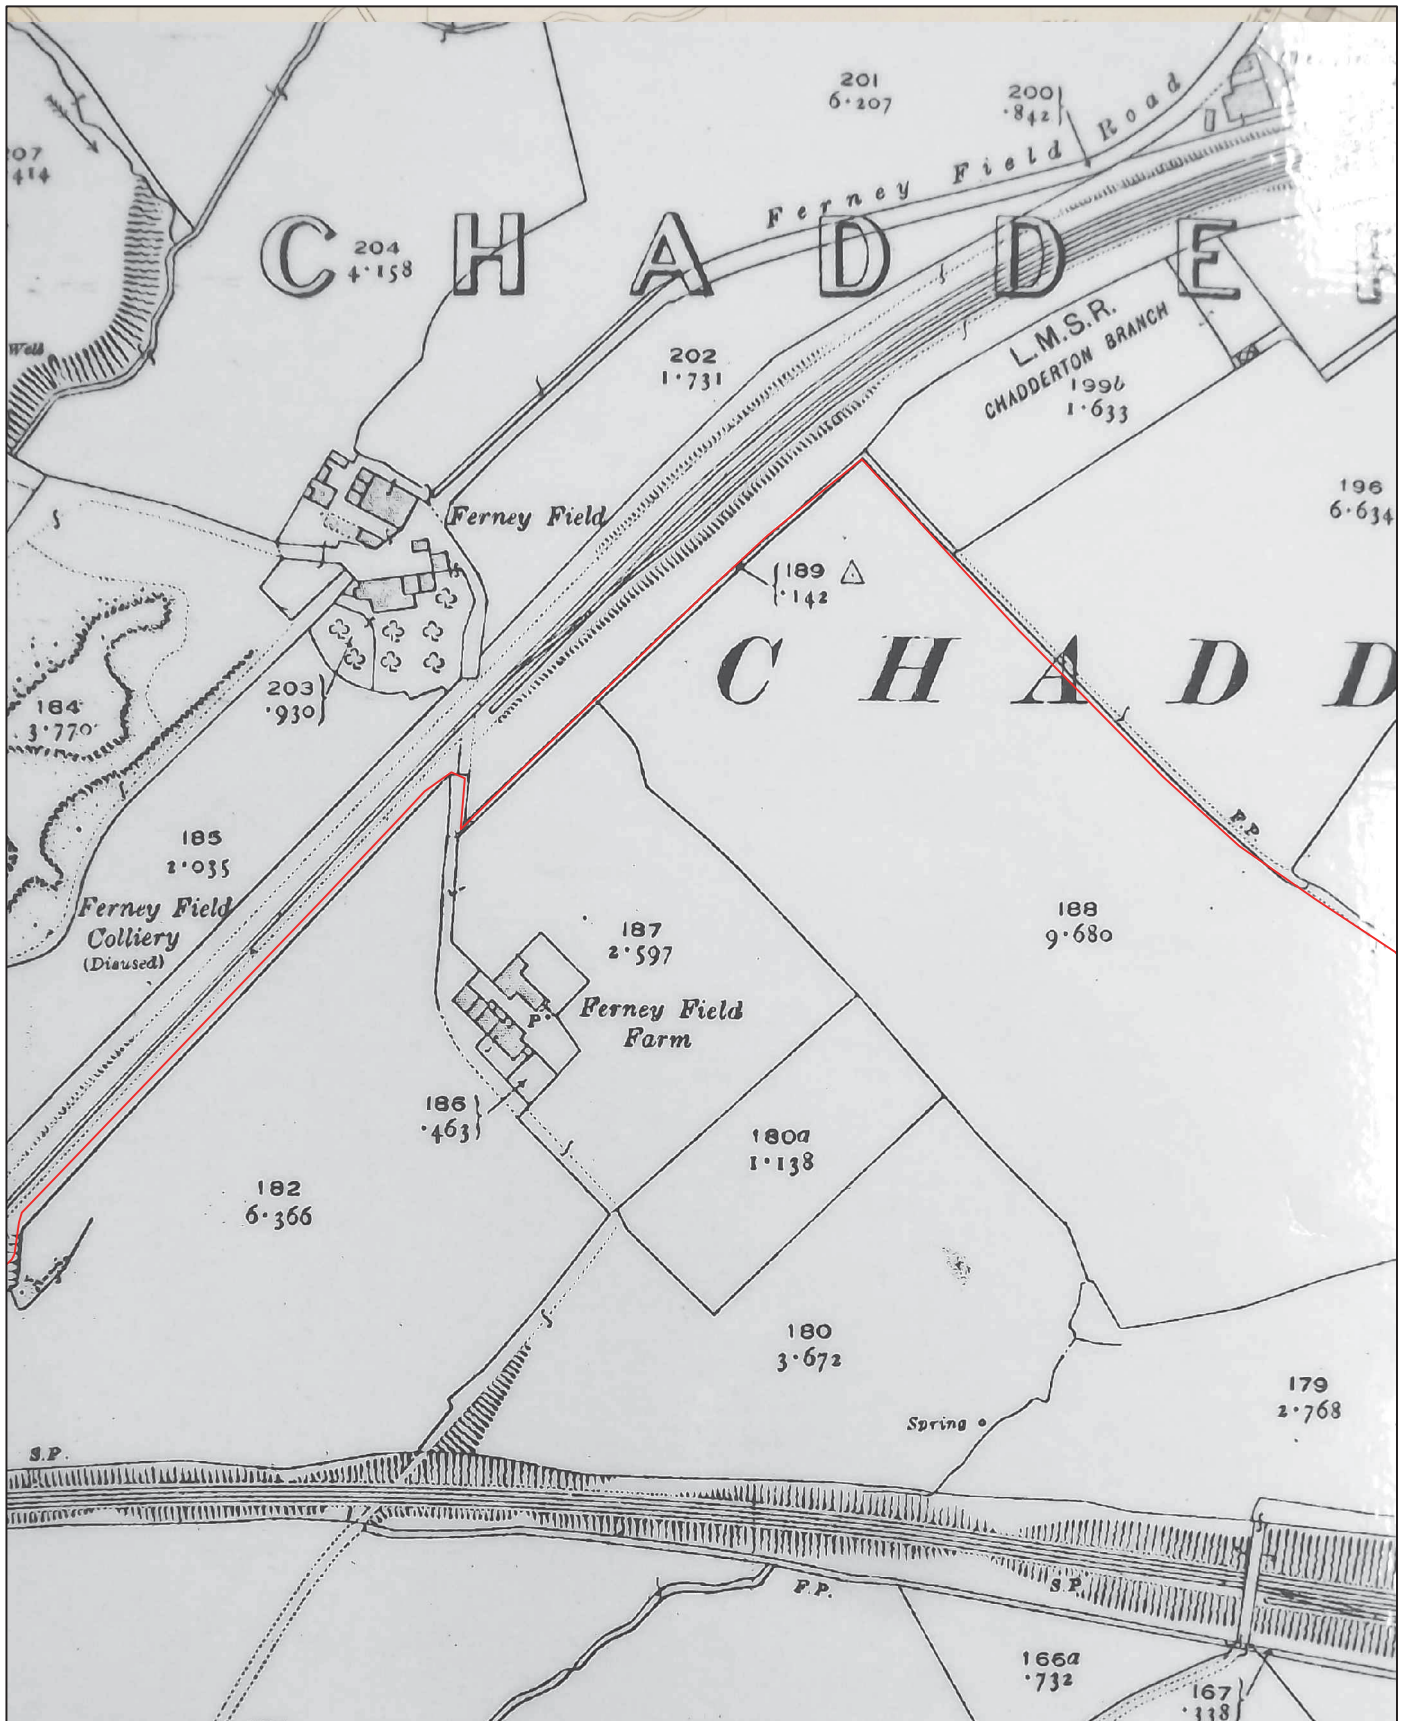 201
6·207
200
·842
Ferney Field Road
207
414
C H A D D E
204
4·158
Wells
202
1·731
L.M.S.R.
CHADDERTON BRANCH
199b
1·633
196
6·634
Ferney Field
189
·142
C H A D D
203
·930
184
3·770
F.P.
185
2·035
Ferney Field
Colliery
(Disused)
188
9·680
187
2·597
Ferney Field
Farm
P
186
·463
180a
1·138
182
6·366
180
3·672
179
2·768
Spring
S.P.
F.P.
S.P.
166a
·732
167
·338